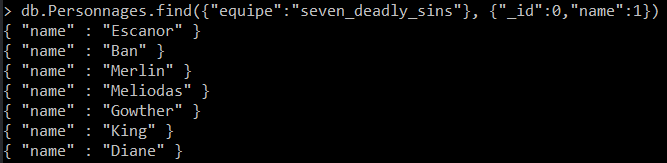 > db.Personnages.find({"equipe":"seven_deadly_sins"}, {"_id":0,"name":1})
{ "name" : "Escanor" }
{ "name" : "Ban" }
{ "name" : "Merlin" }
{ "name" : "Meliodas" }
{ "name" : "Gowther" }
{ "name" : "King" }
{ "name" : "Diane" }